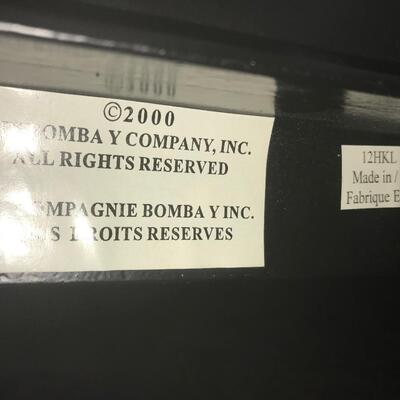 ©2000
BOMBA Y COMPANY, INC.
ALL RIGHTS RESERVED
MPAGNIE BOMBA Y INC.
DROITS RESERVES
12HKL
Made in /
Fabrique E